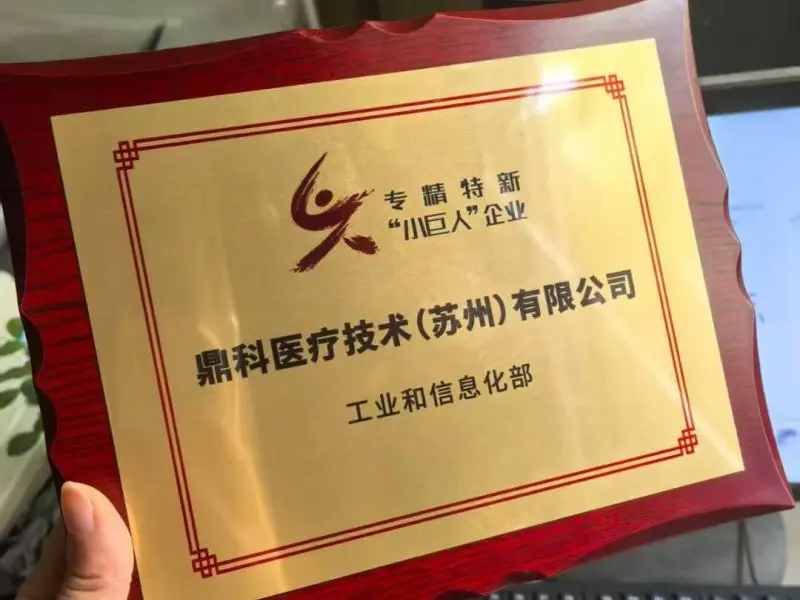 专精特新
“小巨人”企业
鼎科医疗技术(苏州)有限公司
工业和信息化部